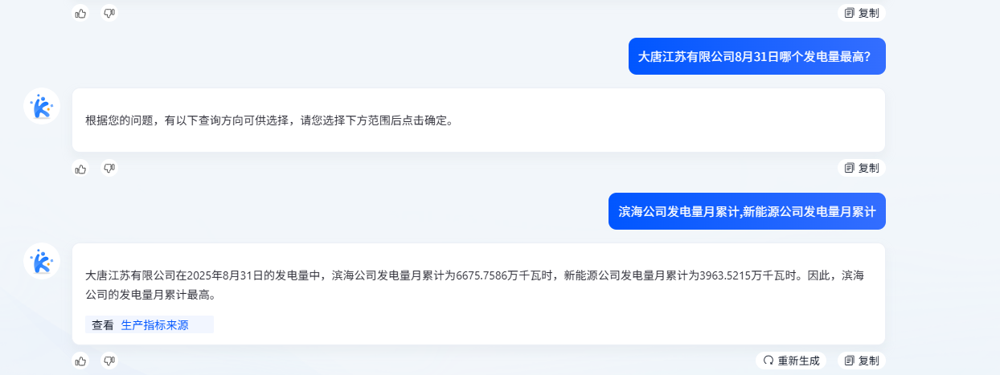 复制
大唐江苏有限公司8月31日哪个发电量最高？
根据您的问题，有以下查询方向可供选择，请您选择下方范围后点击确定。
复制
滨海公司发电量月累计,新能源公司发电量月累计
大唐江苏有限公司在2025年8月31日的发电量中，滨海公司发电量月累计为6675.7586万千瓦时，新能源公司发电量月累计为3963.5215万千瓦时。因此，滨海
公司的发电量月累计最高。
查看 生产指标来源
重新生成 复制